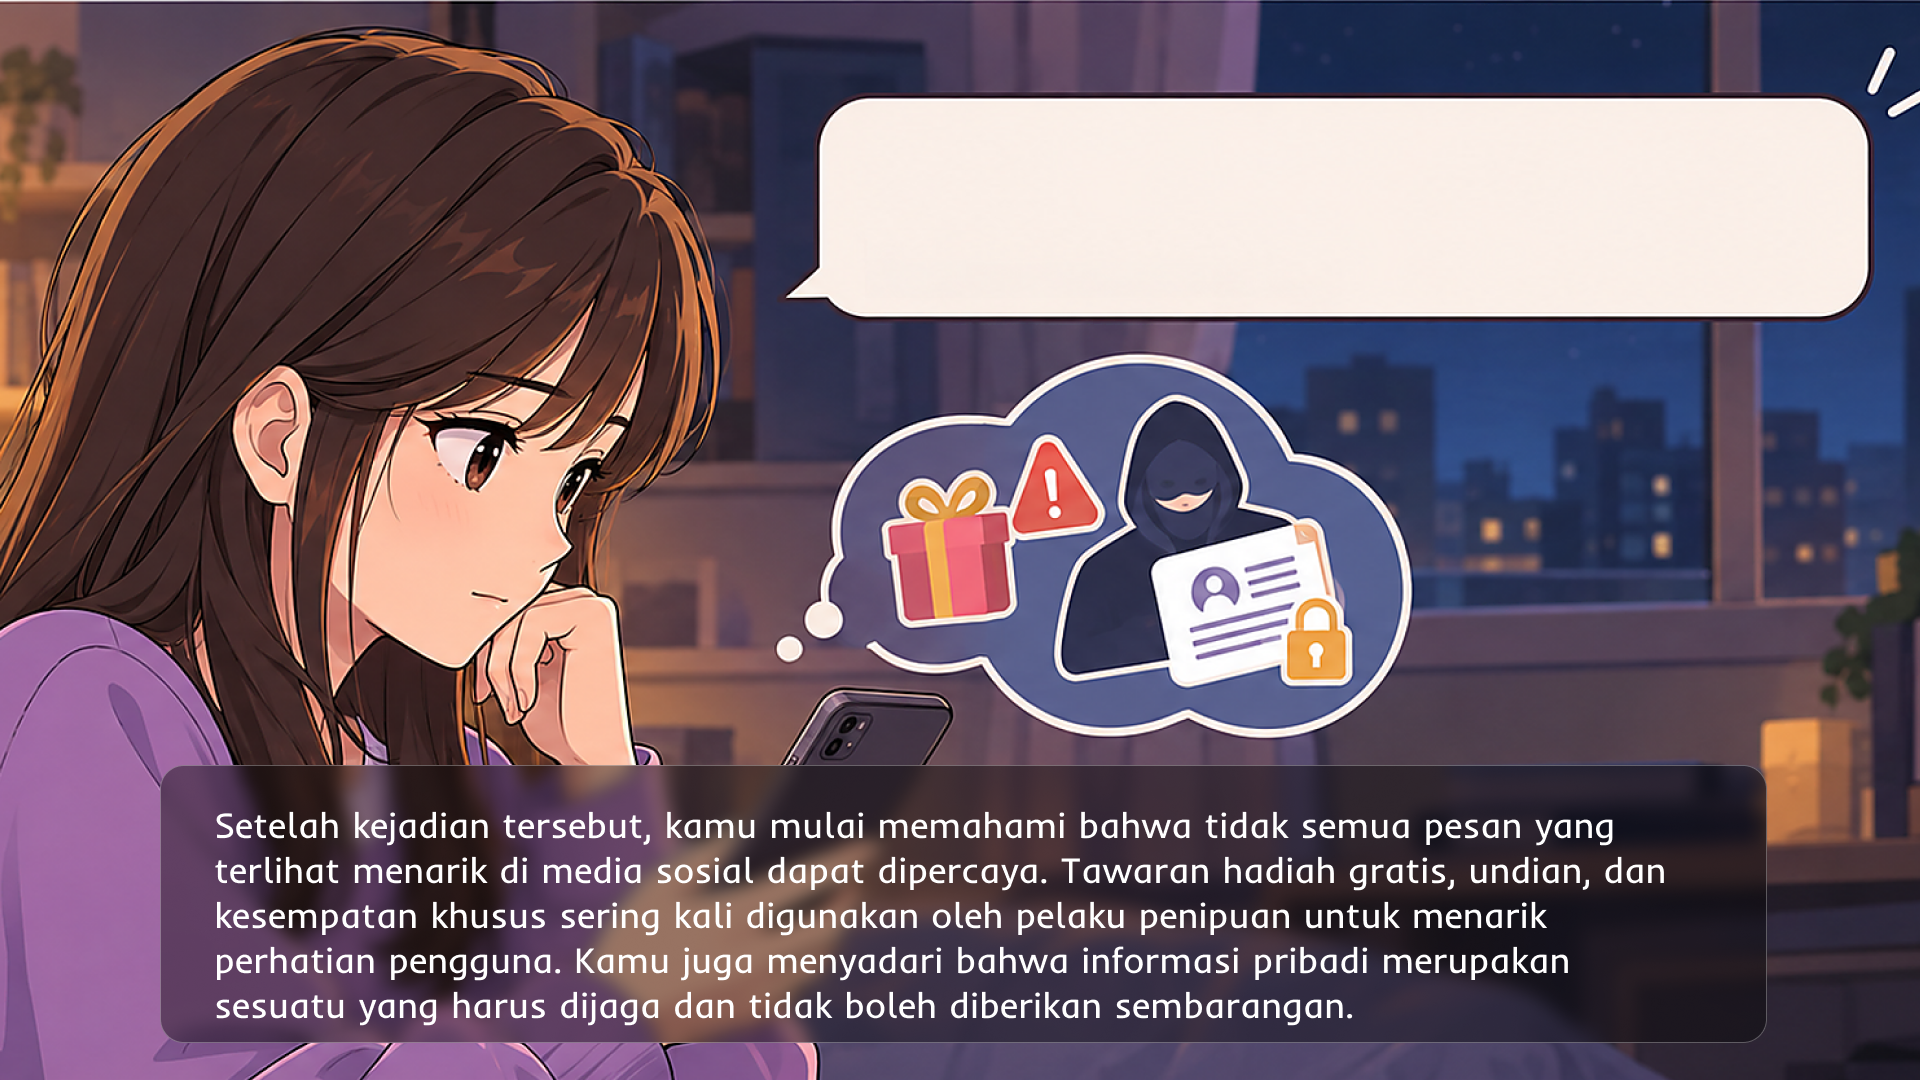 Setelah kejadian tersebut, kamu mulai memahami bahwa tidak semua pesan yang
terlihat menarik di media sosial dapat dipercaya. Tawaran hadiah gratis, undian, dan
kesempatan khusus sering kali digunakan oleh pelaku penipuan untuk menarik
perhatian pengguna. Kamu juga menyadari bahwa informasi pribadi merupakan
sesuatu yang harus dijaga dan tidak boleh diberikan sembarangan.